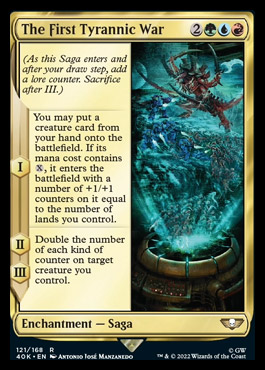 The First Tyrannic War 2
(As this Saga enters and
after your draw step, add
a lore counter. Sacrifice
after III.)
I
You may put a
creature card from
your hand onto the
battlefield. If its
mana cost contains
X, it enters the
battlefield with
a number of +1/+1
counters on it equal
to the number of
lands you control.
II
III
Double the number
of each kind of
counter on target
creature you
control.
Enchantment — Saga
121/168 R
40K • EN Antonio José Manzanedo
© GW
™ & © 2022 Wizards of the Coast